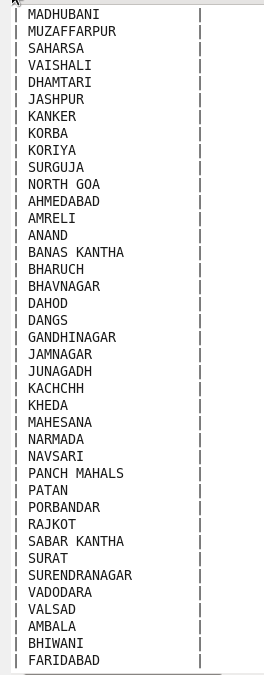 | MADHUBANI |
| MUZAFFARPUR |
| SAHARSA |
| VAISHALI |
| DHAMTARI |
| JASHPUR |
| KANKER |
| KORBA |
| KORIYA |
| SURGUJA |
| NORTH GOA |
| AHMEDABAD |
| AMRELI |
| ANAND |
| BANAS KANTHA |
| BHARUCH |
| BHAVNAGAR |
| DAHOD |
| DANGS |
| GANDHINAGAR |
| JAMNAGAR |
| JUNAGADH |
| KACHCHH |
| KHEDA |
| MAHESANA |
| NARMADA |
| NAVSARI |
| PANCH MAHALS |
| PATAN |
| PORBANDAR |
| RAJKOT |
| SABAR KANTHA |
| SURAT |
| SURENDRANAGAR |
| VADODARA |
| VALSAD |
| AMBALA |
| BHIWANI |
| FARIDABAD |